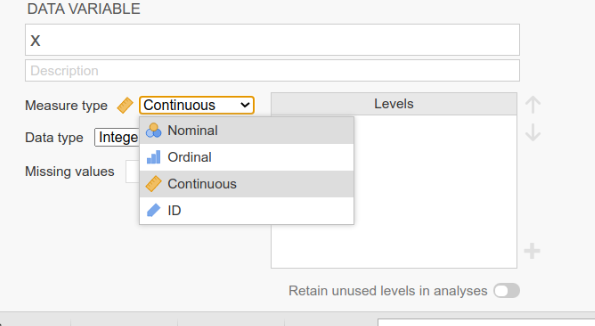 DATA VARIABLE
x
Description
Measure type Continuous Levels
Nominal
Data type Intege
Ordinal
Missing values Continuous
ID
Retain unused levels in analyses